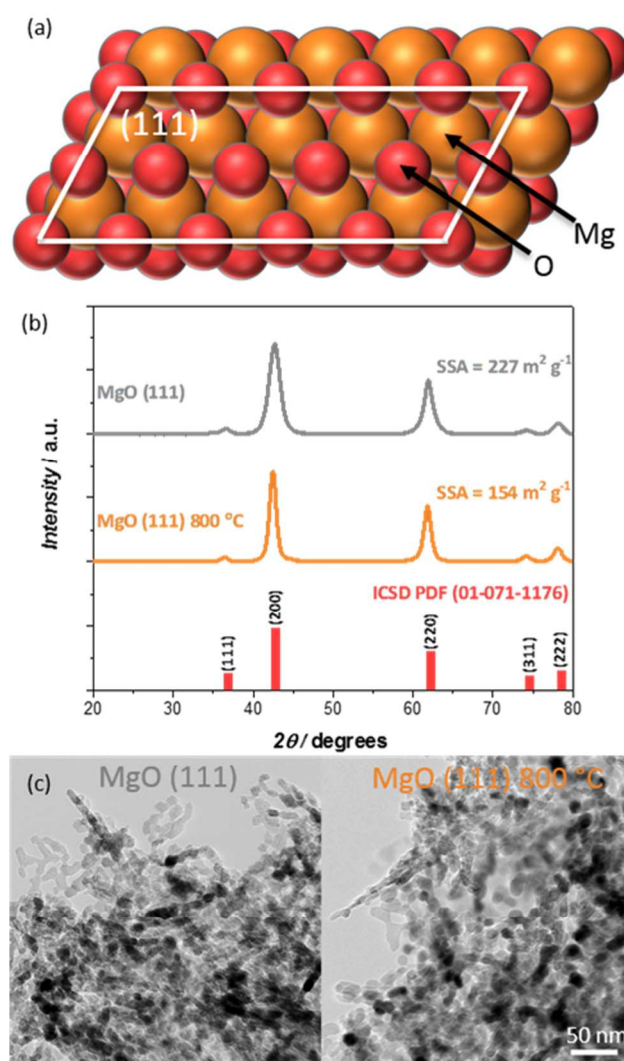 (a)
(111)
Mg
O
(b)
MgO (111)
SSA = 227 m² g⁻¹
MgO (111) 800 °C
SSA = 154 m² g⁻¹
ICSD PDF (01-071-1176)
(111)
(200)
(220)
(311)
(222)
Intensity / a.u.
20 30 40 50 60 70 80
2θ / degrees
(c)
MgO (111)
MgO (111) 800 °C
50 nm